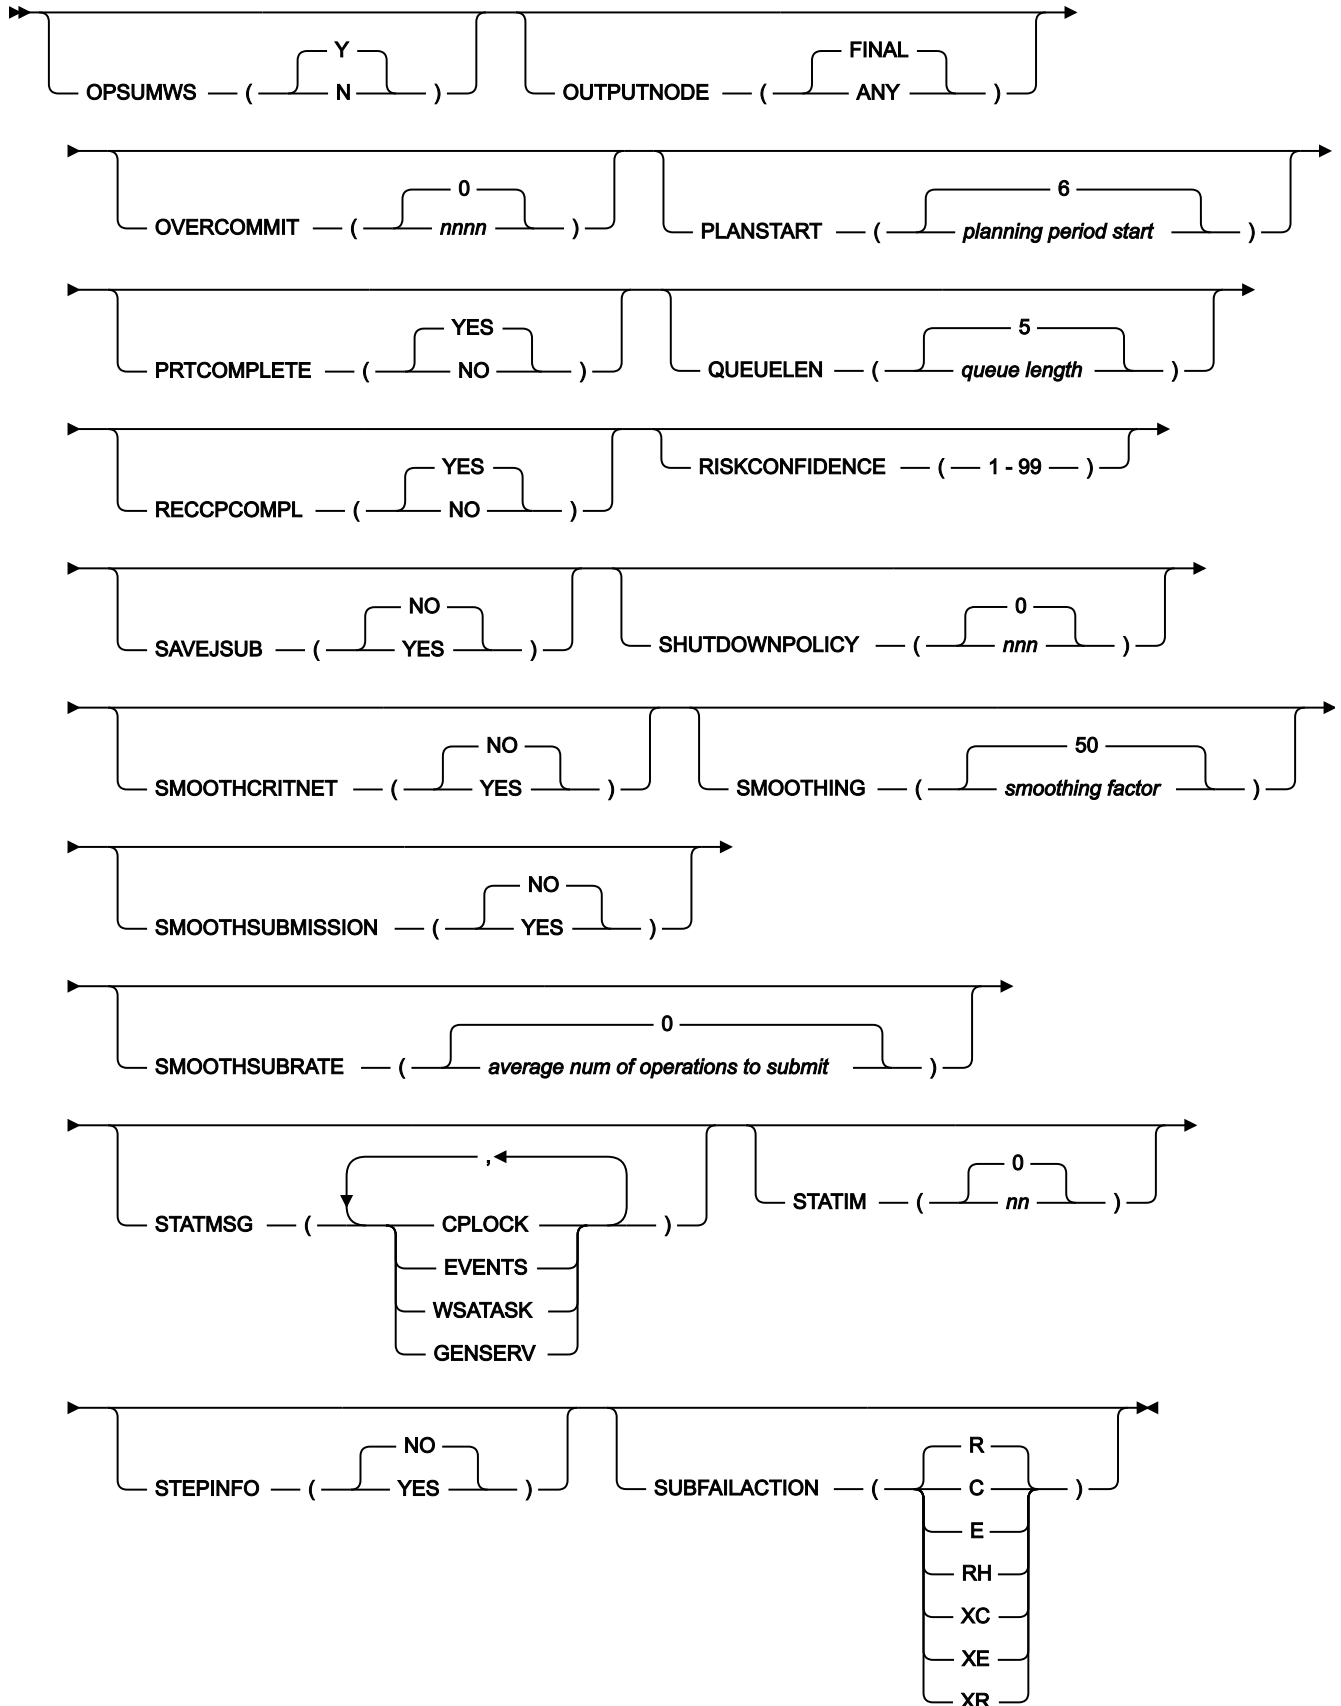 Y FINAL
OPSUMWS ( N ) OUTPUTNODE ( ANY )
0 6
OVERCOMMIT ( nnnn ) PLANSTART ( planning period start )
YES 5
PRTCOMPLETE ( NO ) QUEUELEN ( queue length )
YES RISKCONFIDENCE ( 1 - 99 )
RECCPCOMPL ( NO )
NO 0
SAVEJSUB ( YES ) SHUTDOWNPOLICY ( nnn )
NO 50
SMOOTHCRITNET ( YES ) SMOOTHING ( smoothing factor )
NO
SMOOTHSUBMISSION ( YES )
0
SMOOTHSUBRATE ( average num of operations to submit )
, 0
STATMSG ( CPLOCK ) STATIM ( nn )
EVENTS
WSATASK
GENSERV
NO R
STEPINFO ( YES ) SUBFAILACTION ( C )
E
RH
XC
XE
XR